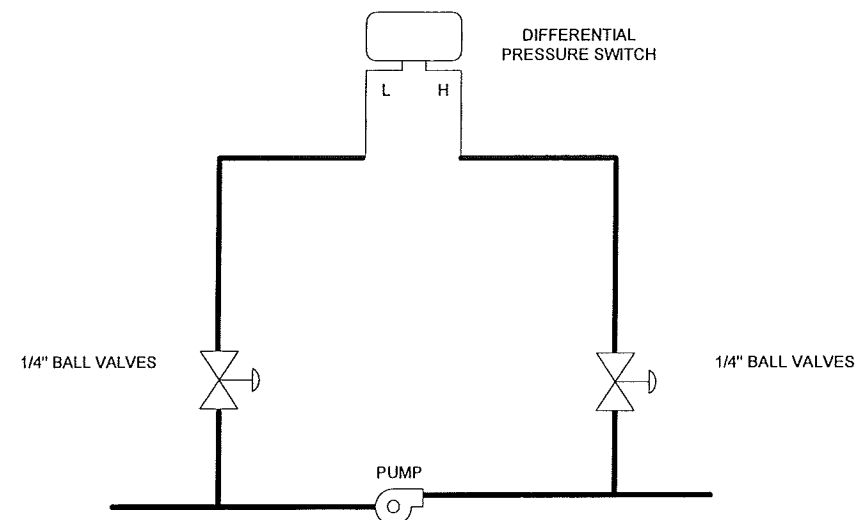 DIFFERENTIAL
PRESSURE SWITCH
L H
1/4" BALL VALVES
1/4" BALL VALVES
PUMP